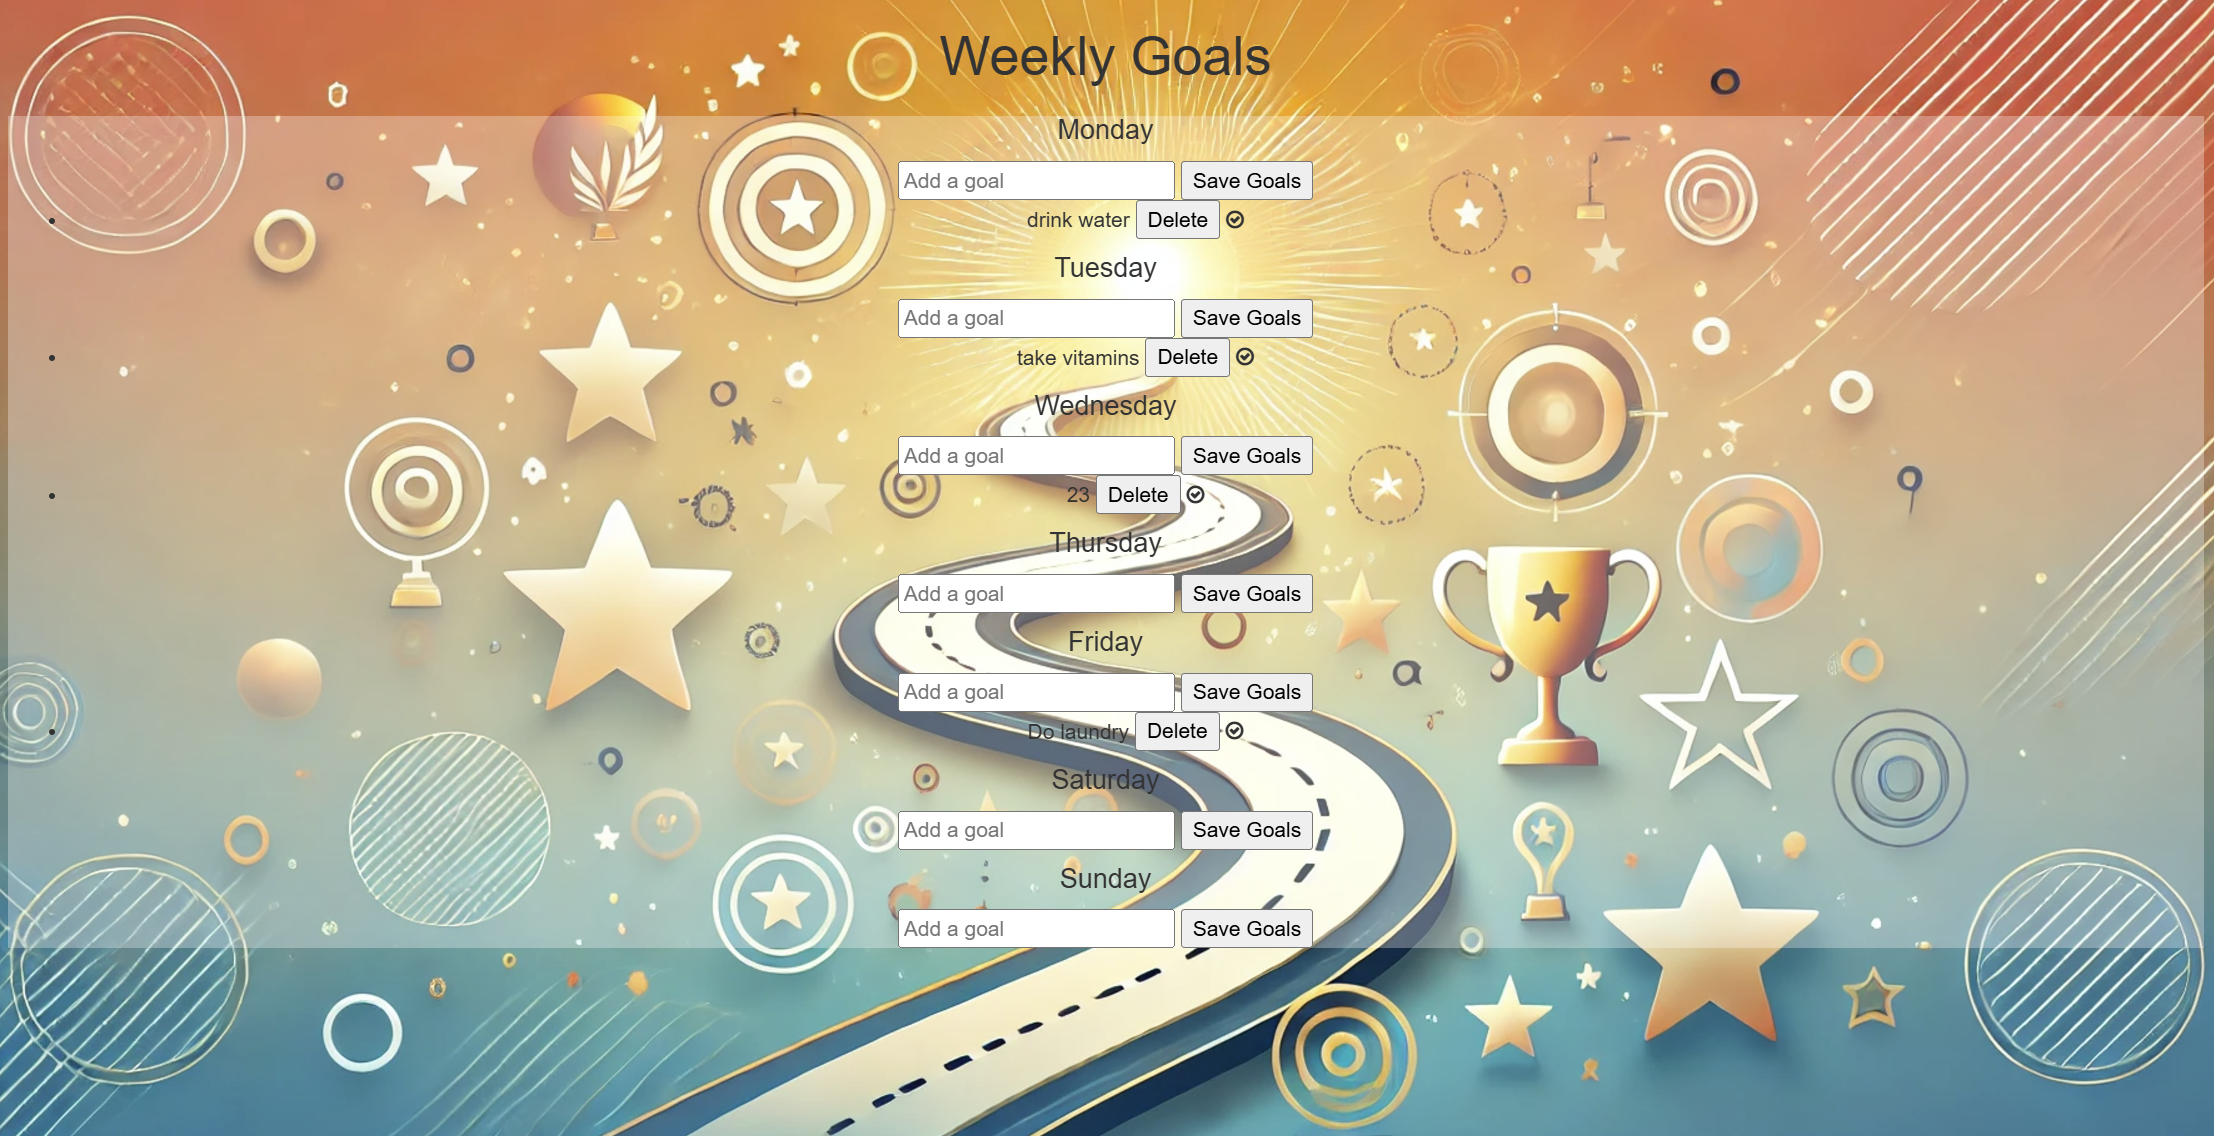 Weekly Goals
Monday
Add a goal Save Goals
drink water Delete
Tuesday
Add a goal Save Goals
take vitamins Delete
Wednesday
Add a goal Save Goals
23 Delete
Thursday
Add a goal Save Goals
Friday
Add a goal Save Goals
Do laundry Delete
Saturday
Add a goal Save Goals
Sunday
Add a goal Save Goals